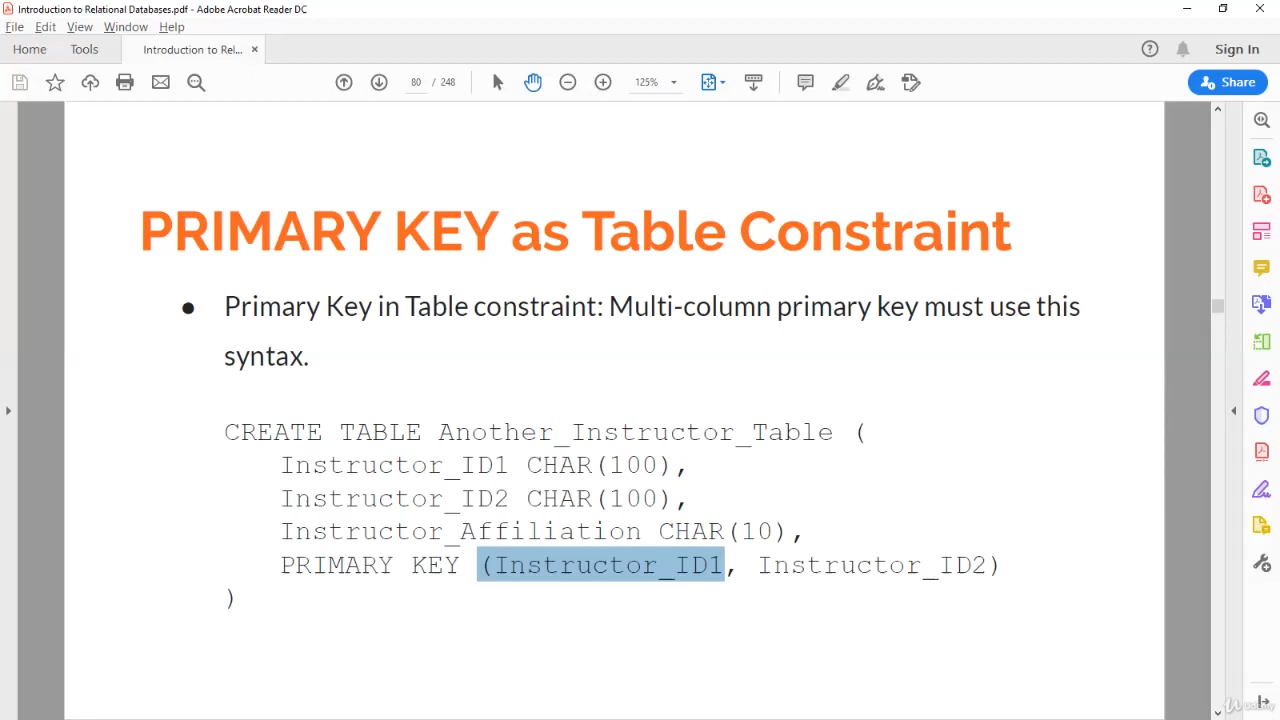 Introduction to Relational Databases.pdf - Adobe Acrobat Reader DC
File Edit View Window Help
Home Tools Introduction to Rel... × Sign In
80 / 248 125% Share
PRIMARY KEY as Table Constraint
● Primary Key in Table constraint: Multi-column primary key must use this
syntax.
CREATE TABLE Another_Instructor_Table (
Instructor_ID1 CHAR(100),
Instructor_ID2 CHAR(100),
Instructor_Affiliation CHAR(10),
PRIMARY KEY (Instructor_ID1, Instructor_ID2)
)
Udemy